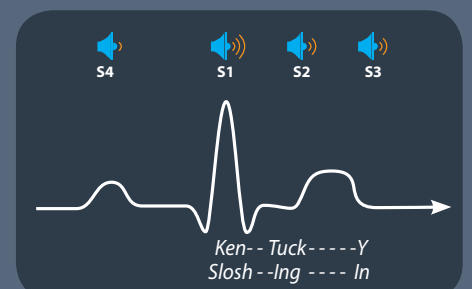 S4 S1 S2 S3
Ken- - Tuck- - - - -Y
Slosh - -Ing - - - - In